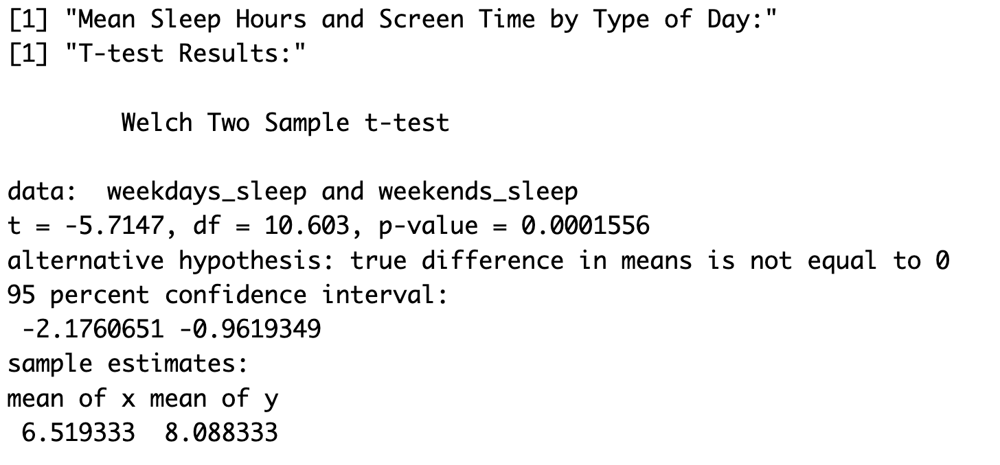 [1] "Mean Sleep Hours and Screen Time by Type of Day:"
[1] "T-test Results:"
Welch Two Sample t-test
data:  weekdays_sleep and weekends_sleep
t = -5.7147, df = 10.603, p-value = 0.0001556
alternative hypothesis: true difference in means is not equal to 0
95 percent confidence interval:
-2.1760651 -0.9619349
sample estimates:
mean of x mean of y
6.519333  8.088333